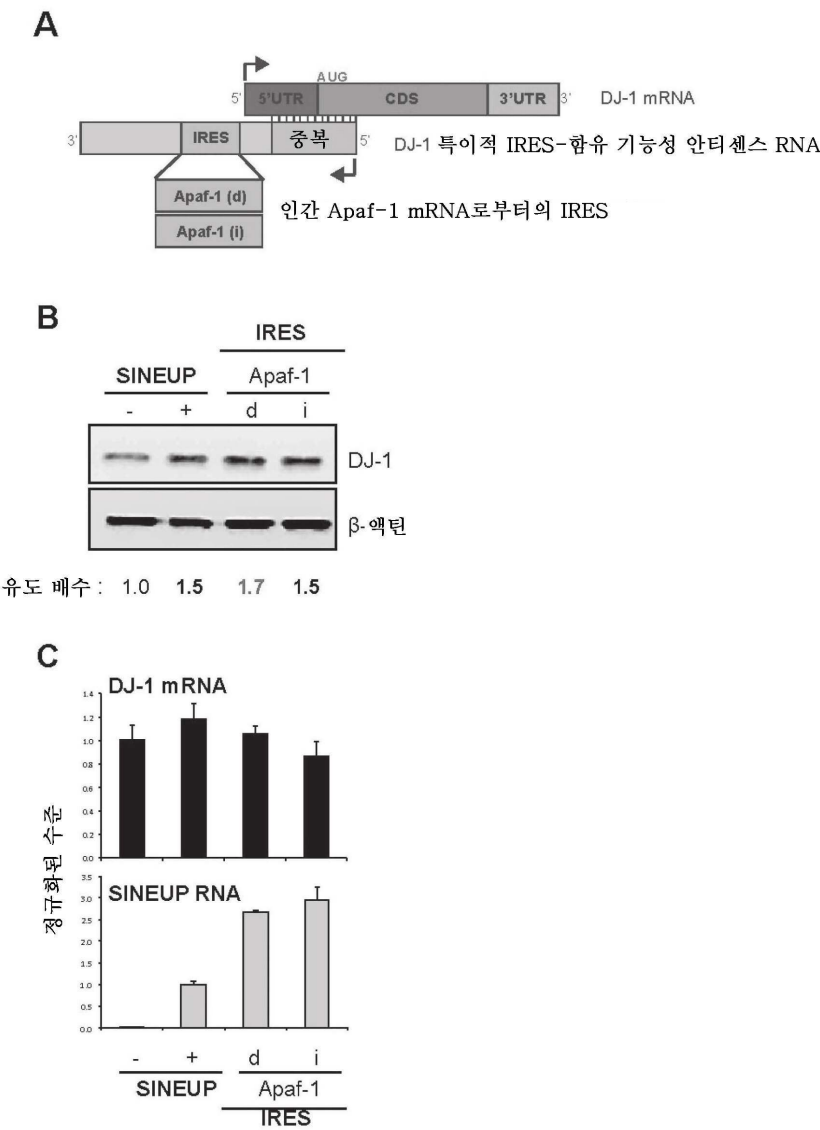 A
AUG
5' 5'UTR CDS 3'UTR 3' DJ-1 mRNA
3' IRES 중복 5' DJ-1 특이적 IRES-함유 기능성 안티센스 RNA
Apaf-1 (d)
Apaf-1 (i)
인간 Apaf-1 mRNA로부터의 IRES
B
IRES
SINEUP Apaf-1
- + d i
DJ-1
β-액틴
유도 배수 : 1.0 1.5 1.7 1.5
C
DJ-1 mRNA
1.4
1.2
1.0
0.8
0.6
0.4
0.2
0.0
정규화된 수준
SINEUP RNA
3.5
3.0
2.5
2.0
1.5
1.0
0.5
0.0
- + d i
SINEUP Apaf-1
IRES